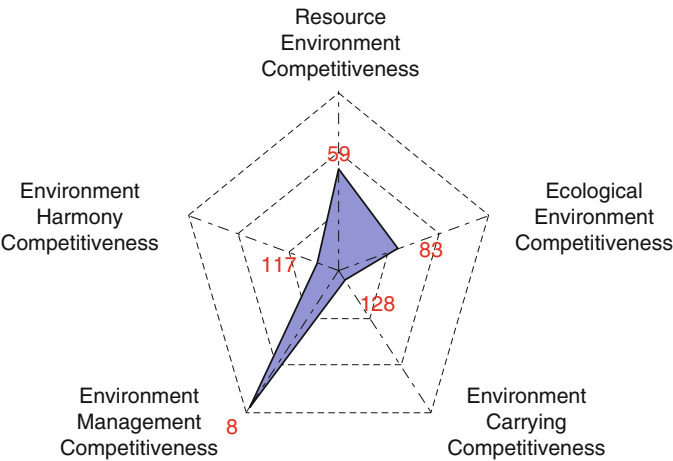 Resource
Environment
Competitiveness
59
Environment
Harmony
Competitiveness
Ecological
Environment
Competitiveness
117
83
128
Environment
Management
Competitiveness
8
Environment
Carrying
Competitiveness